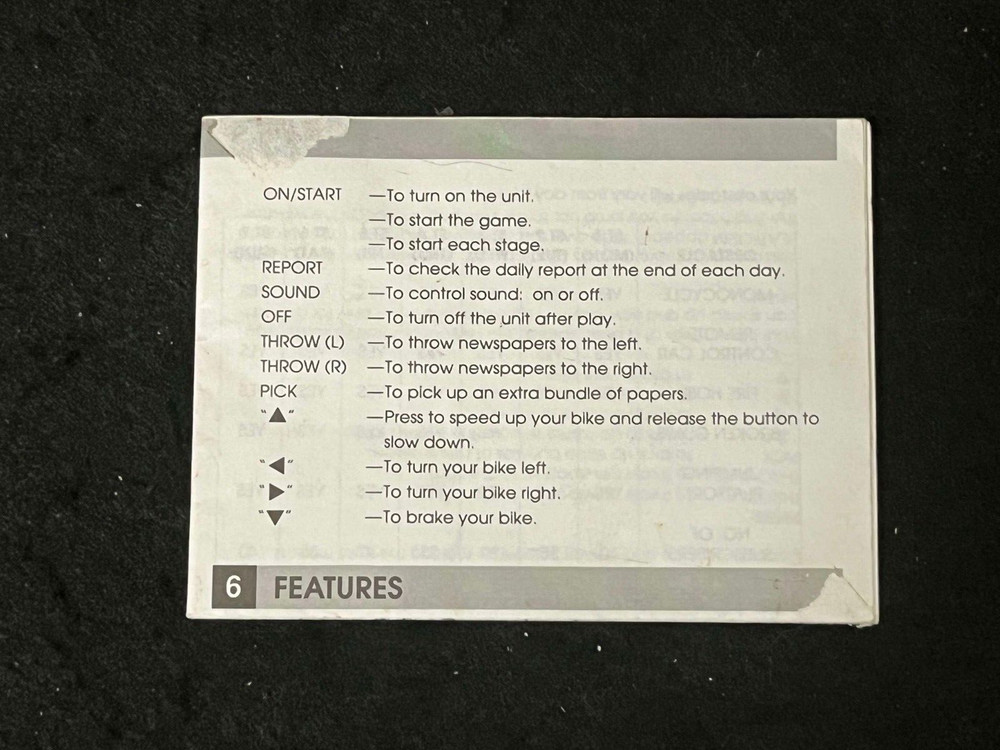 ON/START —To turn on the unit.
—To start the game.
—To start each stage.
REPORT —To check the daily report at the end of each day.
SOUND —To control sound: on or off.
OFF —To turn off the unit after play.
THROW (L) —To throw newspapers to the left.
THROW (R) —To throw newspapers to the right.
PICK —To pick up an extra bundle of papers.
"▲" —Press to speed up your bike and release the button to
slow down.
"◀" —To turn your bike left.
"▶" —To turn your bike right.
"▼" —To brake your bike.
6 FEATURES